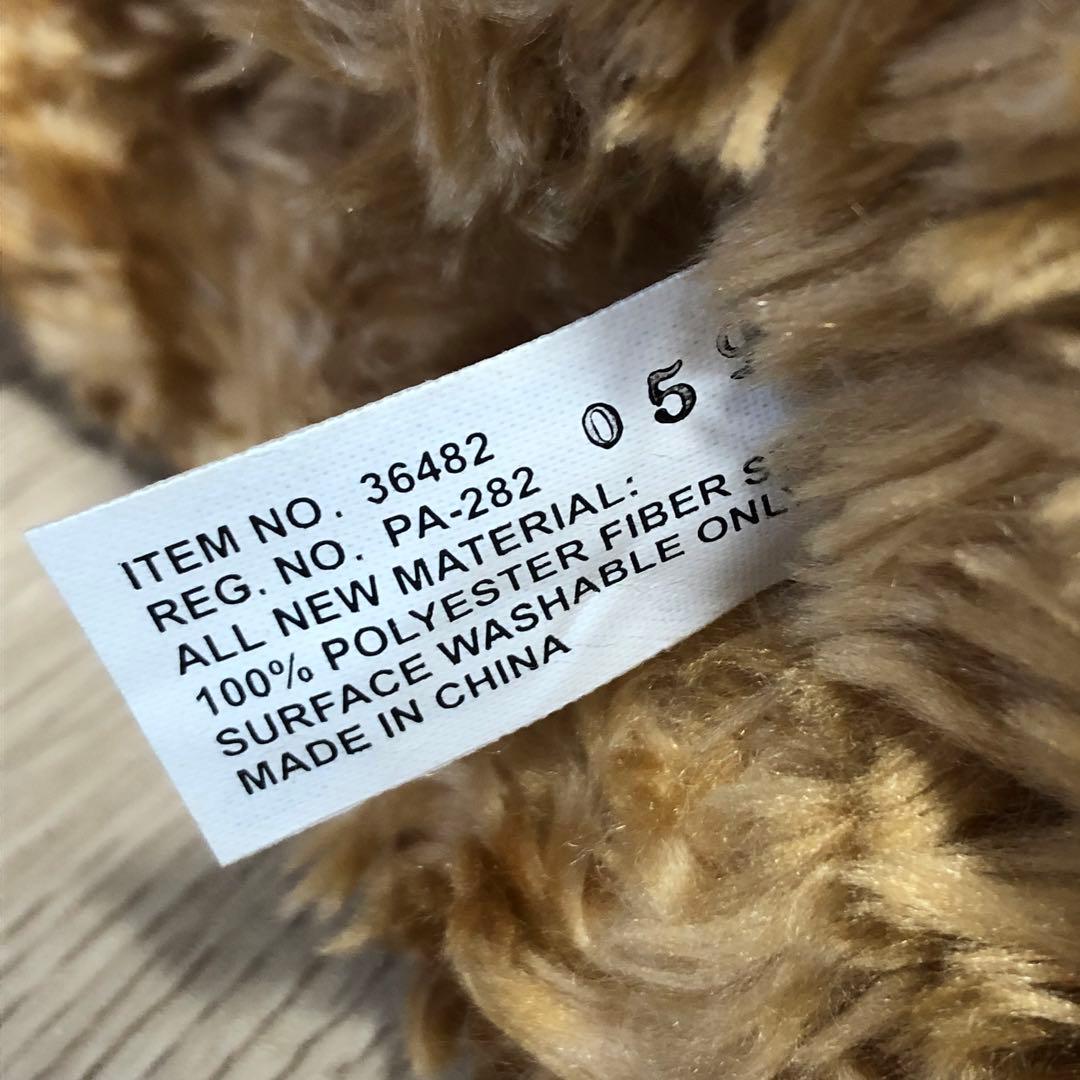 ITEM NO. 36482
0 5 9
REG. NO. PA-282
ALL NEW MATERIAL:
100% POLYESTER FIBER
SURFACE WASHABLE
MADE IN CHINA